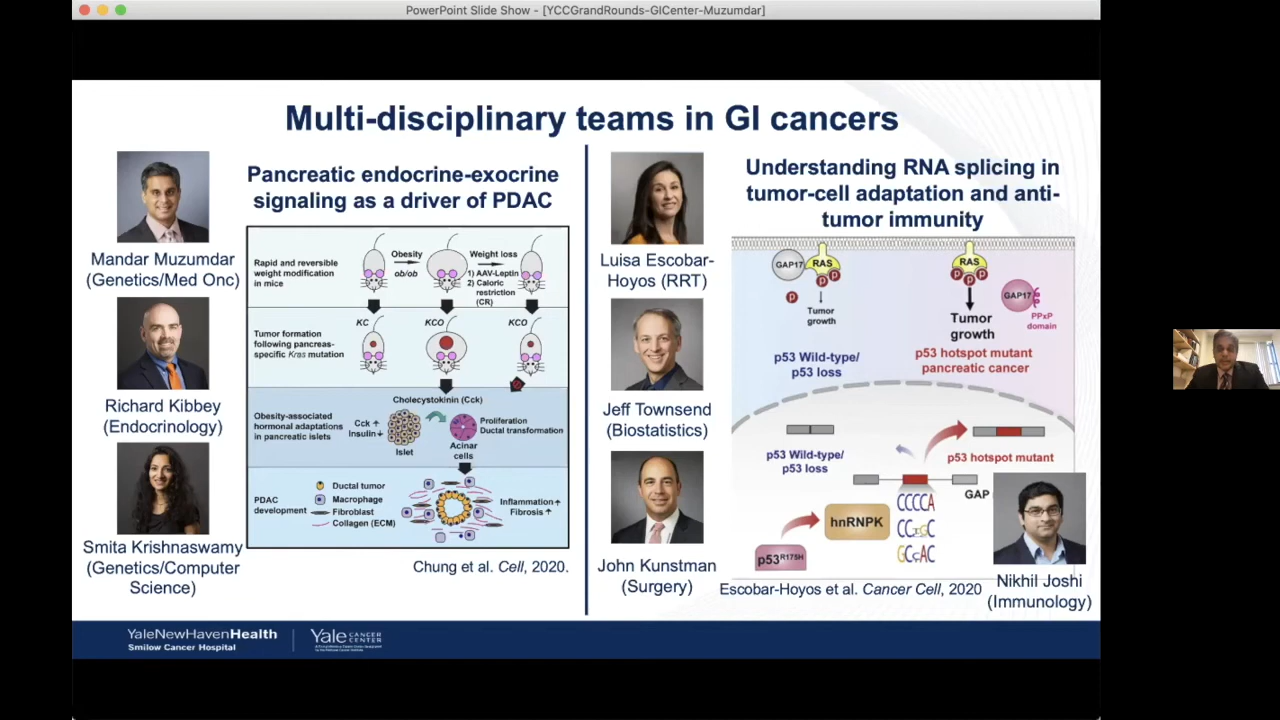 PowerPoint Slide Show - [YCCGrandRounds-GICenter-Muzumdar]
Multi-disciplinary teams in GI cancers
Mandar Muzumdar
(Genetics/Med Onc)
Richard Kibbey
(Endocrinology)
Smita Krishnaswamy
(Genetics/Computer
Science)
Pancreatic endocrine-exocrine
signaling as a driver of PDAC
Rapid and reversible
weight modification
in mice
Obesity
ob/ob
Weight loss
1) AAV-Leptin
2) Caloric
restriction
(CR)
KC
KCO
KCO
Tumor formation
following pancreas-
specific Kras mutation
Cholecystokinin (Cck)
Obesity-associated
hormonal adaptations
in pancreatic islets
Cck ↑
Insulin↓
Islet
Acinar
cells
Proliferation
Ductal transformation
PDAC
development
Ductal tumor
Macrophage
Fibroblast
Collagen (ECM)
Inflammation↑
Fibrosis ↑
Chung et al. Cell, 2020.
Luisa Escobar-
Hoyos (RRT)
Jeff Townsend
(Biostatistics)
John Kunstman
(Surgery)
Understanding RNA splicing in
tumor-cell adaptation and anti-
tumor immunity
GAP17
RAS
P
P
P
P
Tumor
growth
p53 Wild-type/
p53 loss
RAS
P
P
P
GAP17
PPxP
domain
Tumor
growth
p53 hotspot mutant
pancreatic cancer
p53 Wild-type/
p53 loss
p53 hotspot mutant
GAP
CCCCA
hnRNPK
p53R175H
Escobar-Hoyos et al. Cancer Cell, 2020
Nikhil Joshi
(Immunology)
YaleNewHavenHealth
Smilow Cancer Hospital
Yale CANCER
CENTER